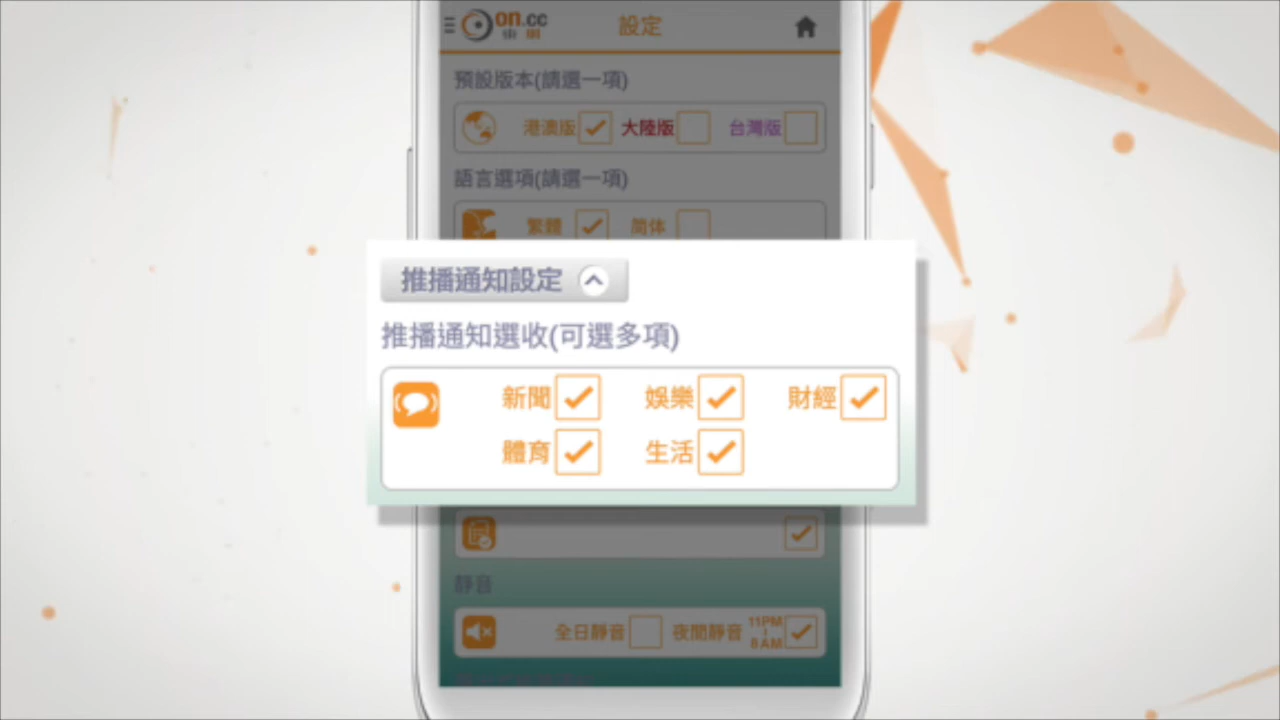 on.cc
東網
設定
預設版本(請選一項)
港澳版 大陸版 台灣版
語言選項(請選一項)
繁體 简体
推播通知設定
推播通知選收(可選多項)
新聞 娛樂 財經
體育 生活
靜音
全日靜音 夜間靜音 11PM - 8AM